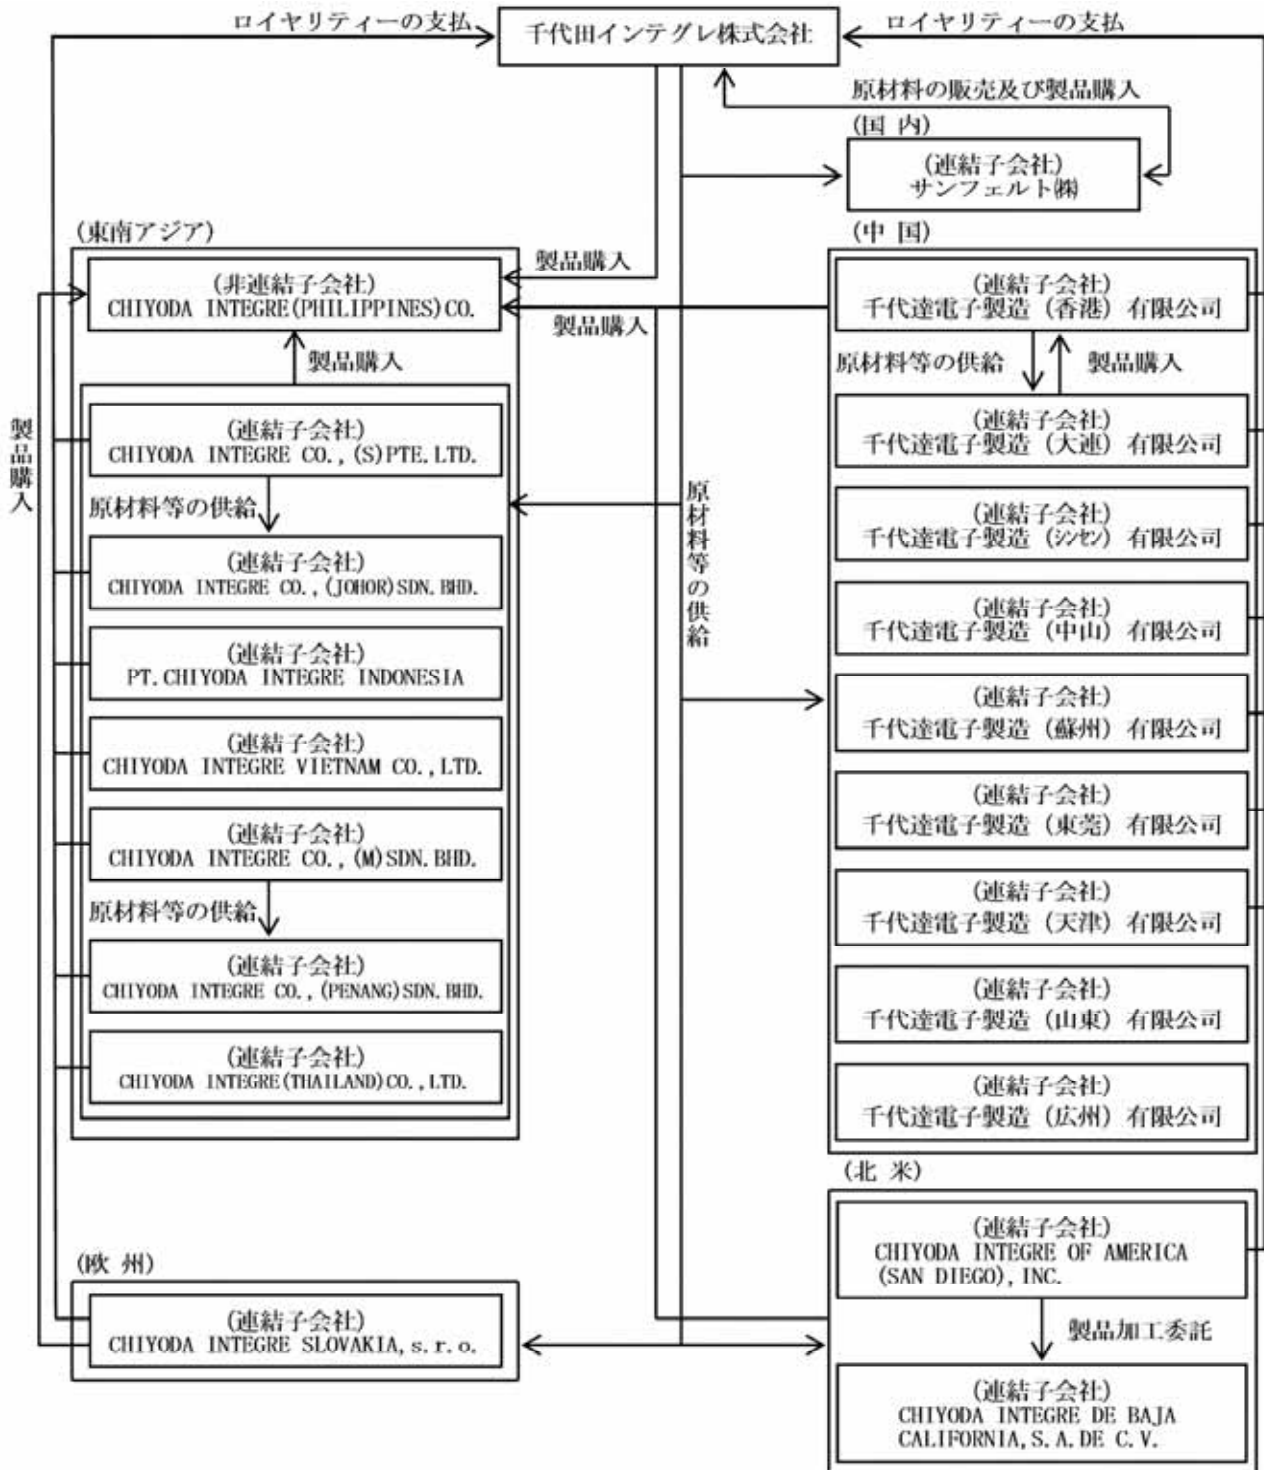 ロイヤリティーの支払
千代田インテグレ株式会社
ロイヤリティーの支払
原材料の販売及び製品購入
(国 内)
(連結子会社)
サンフェルト㈱
(東南アジア)
(非連結子会社)
CHIYODA INTEGRE(PHILIPPINES)CO.
製品購入
製品購入
製品購入
(連結子会社)
CHIYODA INTEGRE CO.,(S)PTE.LTD.
原材料等の供給
(連結子会社)
CHIYODA INTEGRE CO.,(JOHOR)SDN.BHD.
(連結子会社)
PT.CHIYODA INTEGRE INDONESIA
(連結子会社)
CHIYODA INTEGRE VIETNAM CO.,LTD.
(連結子会社)
CHIYODA INTEGRE CO.,(M)SDN.BHD.
原材料等の供給
(連結子会社)
CHIYODA INTEGRE CO.,(PENANG)SDN.BHD.
(連結子会社)
CHIYODA INTEGRE(THAILAND)CO.,LTD.
製品購入
原材料等の供給
(中 国)
(連結子会社)
千代達電子製造（香港）有限公司
原材料等の供給
製品購入
(連結子会社)
千代達電子製造（大連）有限公司
(連結子会社)
千代達電子製造（ｼﾝｾﾝ）有限公司
(連結子会社)
千代達電子製造（中山）有限公司
(連結子会社)
千代達電子製造（蘇州）有限公司
(連結子会社)
千代達電子製造（東莞）有限公司
(連結子会社)
千代達電子製造（天津）有限公司
(連結子会社)
千代達電子製造（山東）有限公司
(連結子会社)
千代達電子製造（広州）有限公司
(欧 州)
(連結子会社)
CHIYODA INTEGRE SLOVAKIA,s.r.o.
(北 米)
(連結子会社)
CHIYODA INTEGRE OF AMERICA
(SAN DIEGO),INC.
製品加工委託
(連結子会社)
CHIYODA INTEGRE DE BAJA
CALIFORNIA,S.A.DE C.V.